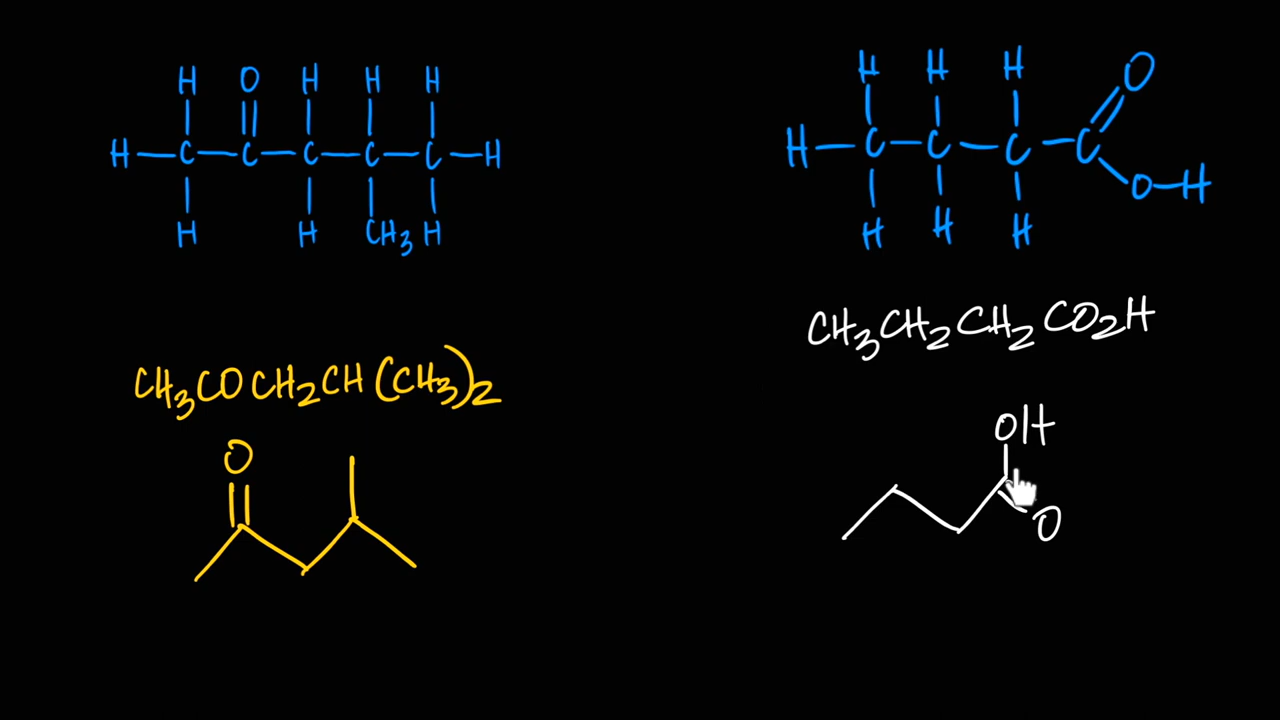 H O H H H
H—C—C—C—C—C—H
H H CH3 H
H H H O
H—C—C—C—C
O—H
H H H
CH3CH2CH2CO2H
CH3COCH2CH(CH3)2
O
OH
O